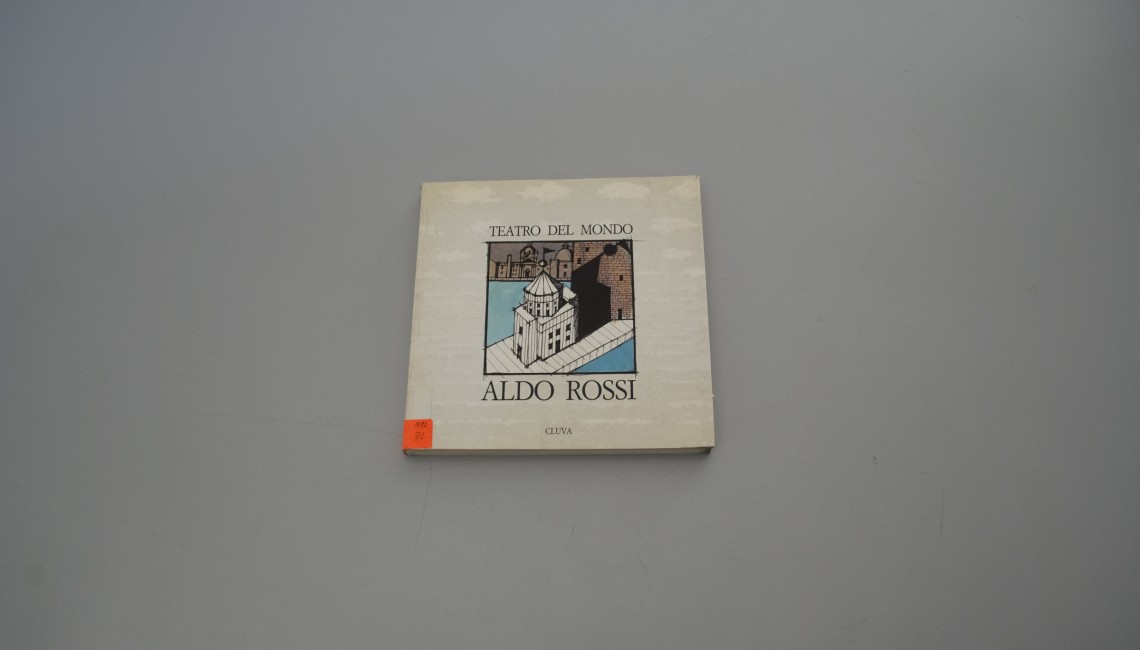 TEATRO DEL MONDO
ALDO ROSSI
CLUVA